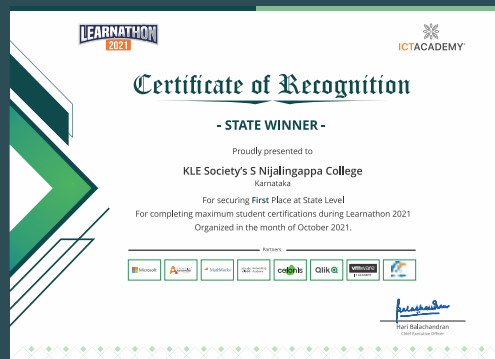 LEARNATHON
2021
ICTACADEMY
Certificate of Recognition
- STATE WINNER -
Proudly presented to
KLE Society's S Nijalingappa College
Karnataka
For securing First Place at State Level
For completing maximum student certifications during Learnathon 2021
Organized in the month of October 2021.
Partners
Microsoft
MathWorks
celonis
Qlik
vmware
Hari Balachandran
Chief Executive Officer